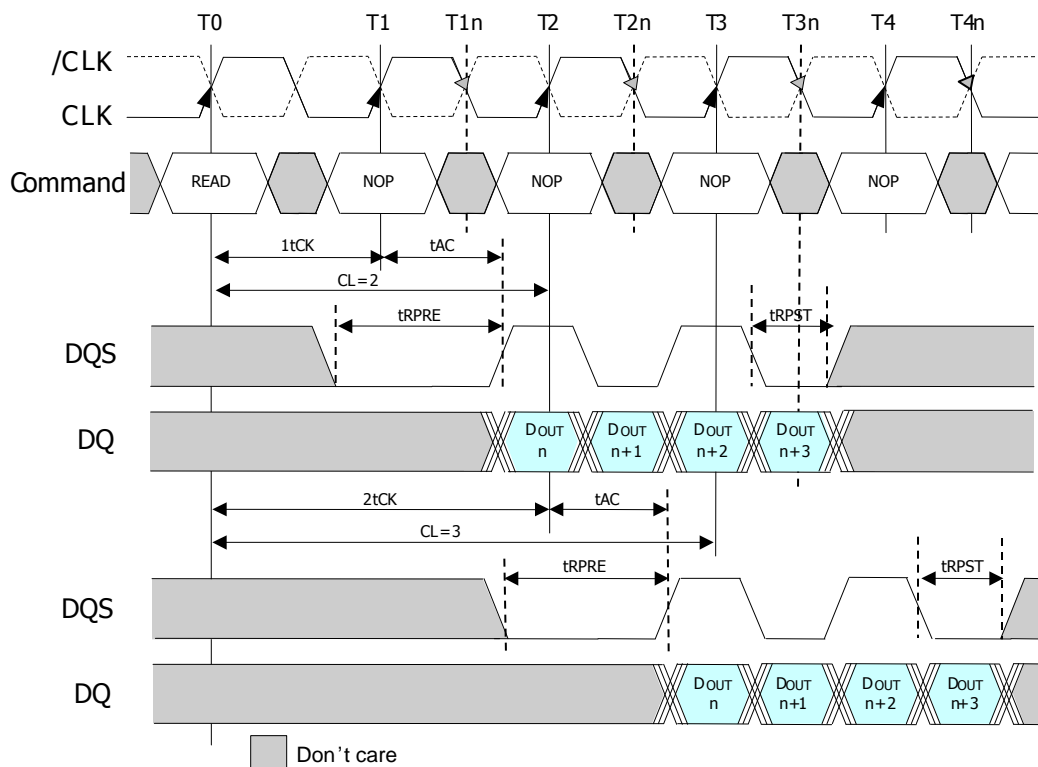 T0 T1 T1n T2 T2n T3 T3n T4 T4n
/CLK
CLK
Command READ NOP NOP NOP NOP
1tCK tAC
CL=2
tRPRE tRPST
DQS
DQ DOUT n DOUT n+1 DOUT n+2 DOUT n+3
2tCK tAC
CL=3
tRPRE tRPST
DQS
DQ DOUT n DOUT n+1 DOUT n+2 DOUT n+3
Don't care